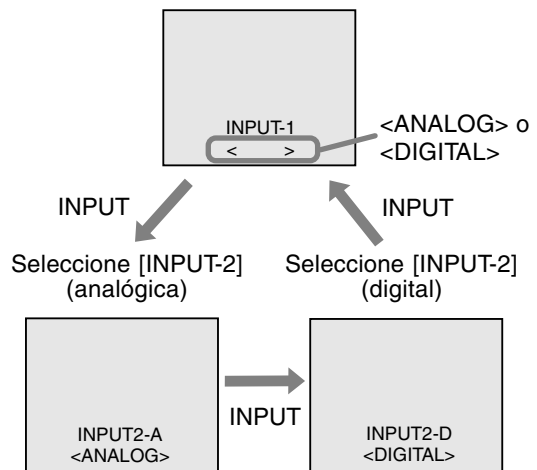 INPUT-1
< >
<ANALOG> o
<DIGITAL>
INPUT
INPUT
Seleccione [INPUT-2]
(analógica)
Seleccione [INPUT-2]
(digital)
INPUT
INPUT2-A
<ANALOG>
INPUT2-D
<DIGITAL>